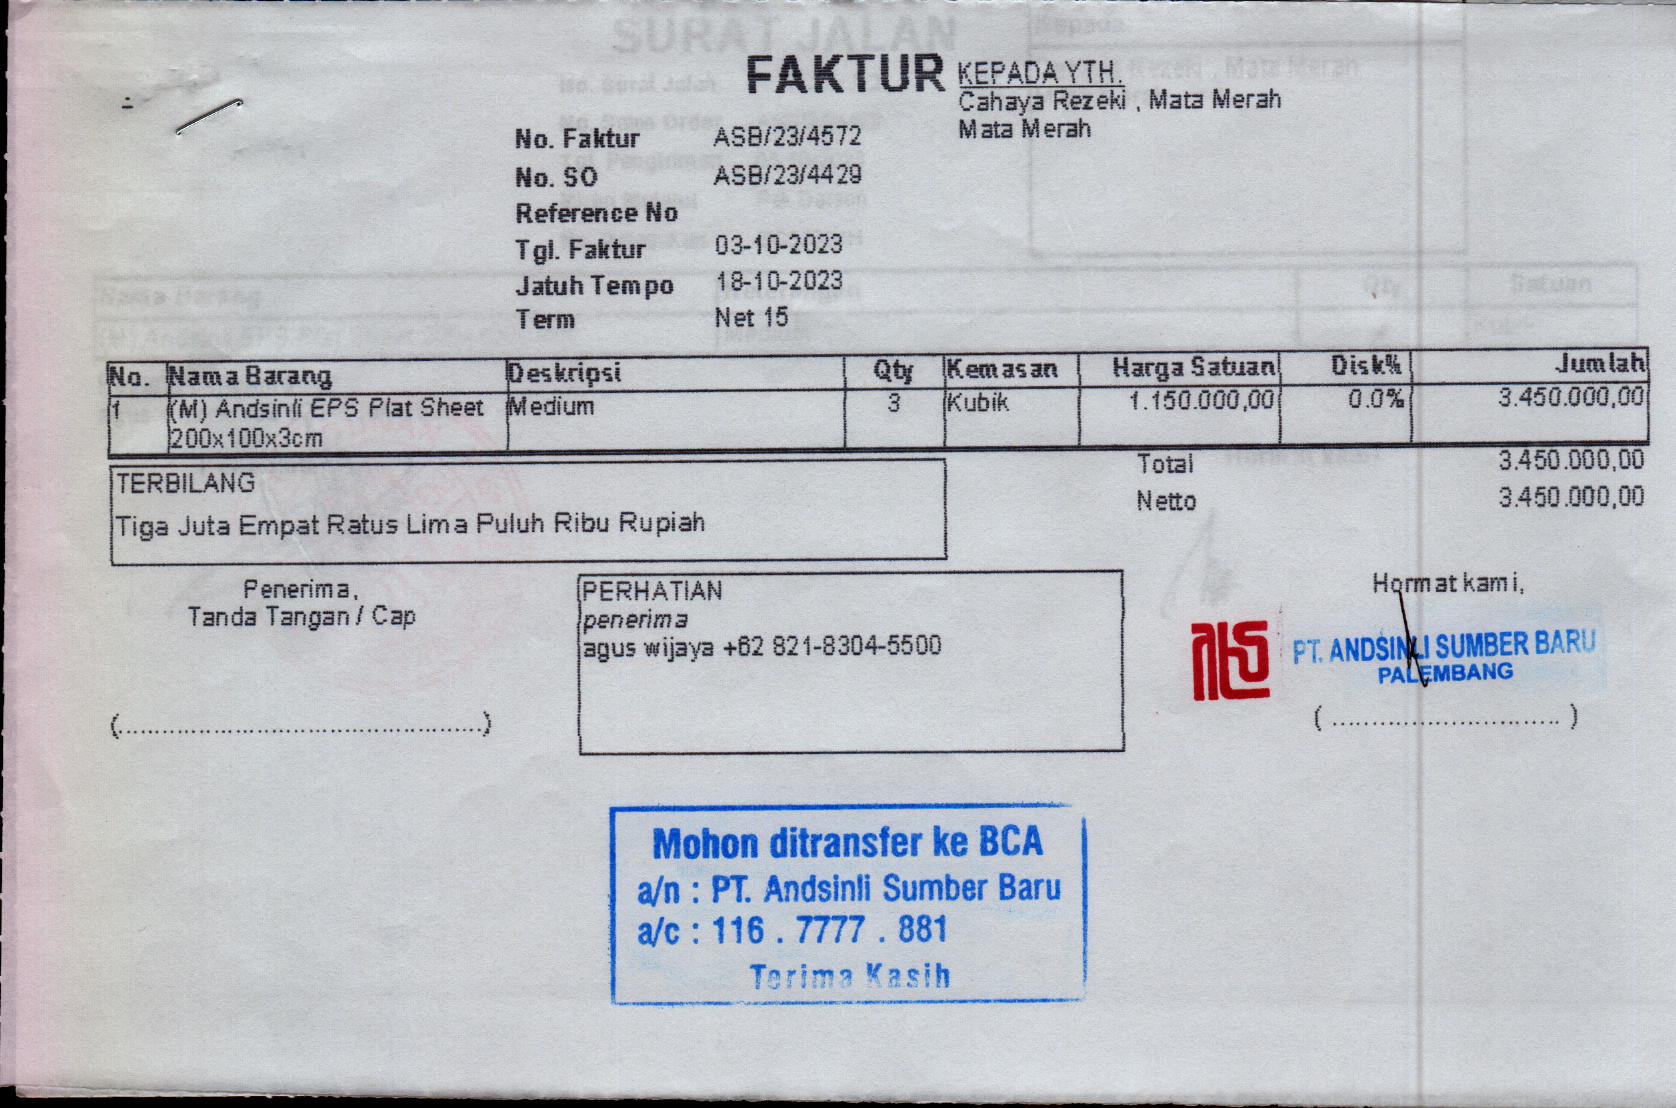 SURAT JALAN
FAKTUR
KEPADA YTH.
Cahaya Rezeki , Mata Merah
Mata Merah
No. Faktur ASB/23/4572
No. SO ASB/23/4429
Reference No
Tgl. Faktur 03-10-2023
Jatuh Tempo 18-10-2023
Term Net 15
No. Nama Barang Deskripsi Qty Kemasan Harga Satuan Disk% Jumlah
1 (M) Andsinli EPS Plat Sheet Medium 3 Kubik 1.150.000,00 0.0% 3.450.000,00
200x100x3cm
Total 3.450.000,00
Netto 3.450.000,00
TERBILANG
Tiga Juta Empat Ratus Lima Puluh Ribu Rupiah
Penerima,
Tanda Tangan / Cap
(..................................................)
PERHATIAN
penerima
agus wijaya +62 821-8304-5500
Hormat kami,
PT. ANDSINLI SUMBER BARU
PALEMBANG
( ............................ )
Mohon ditransfer ke BCA
a/n : PT. Andsinli Sumber Baru
a/c : 116 . 7777 . 881
Terima Kasih